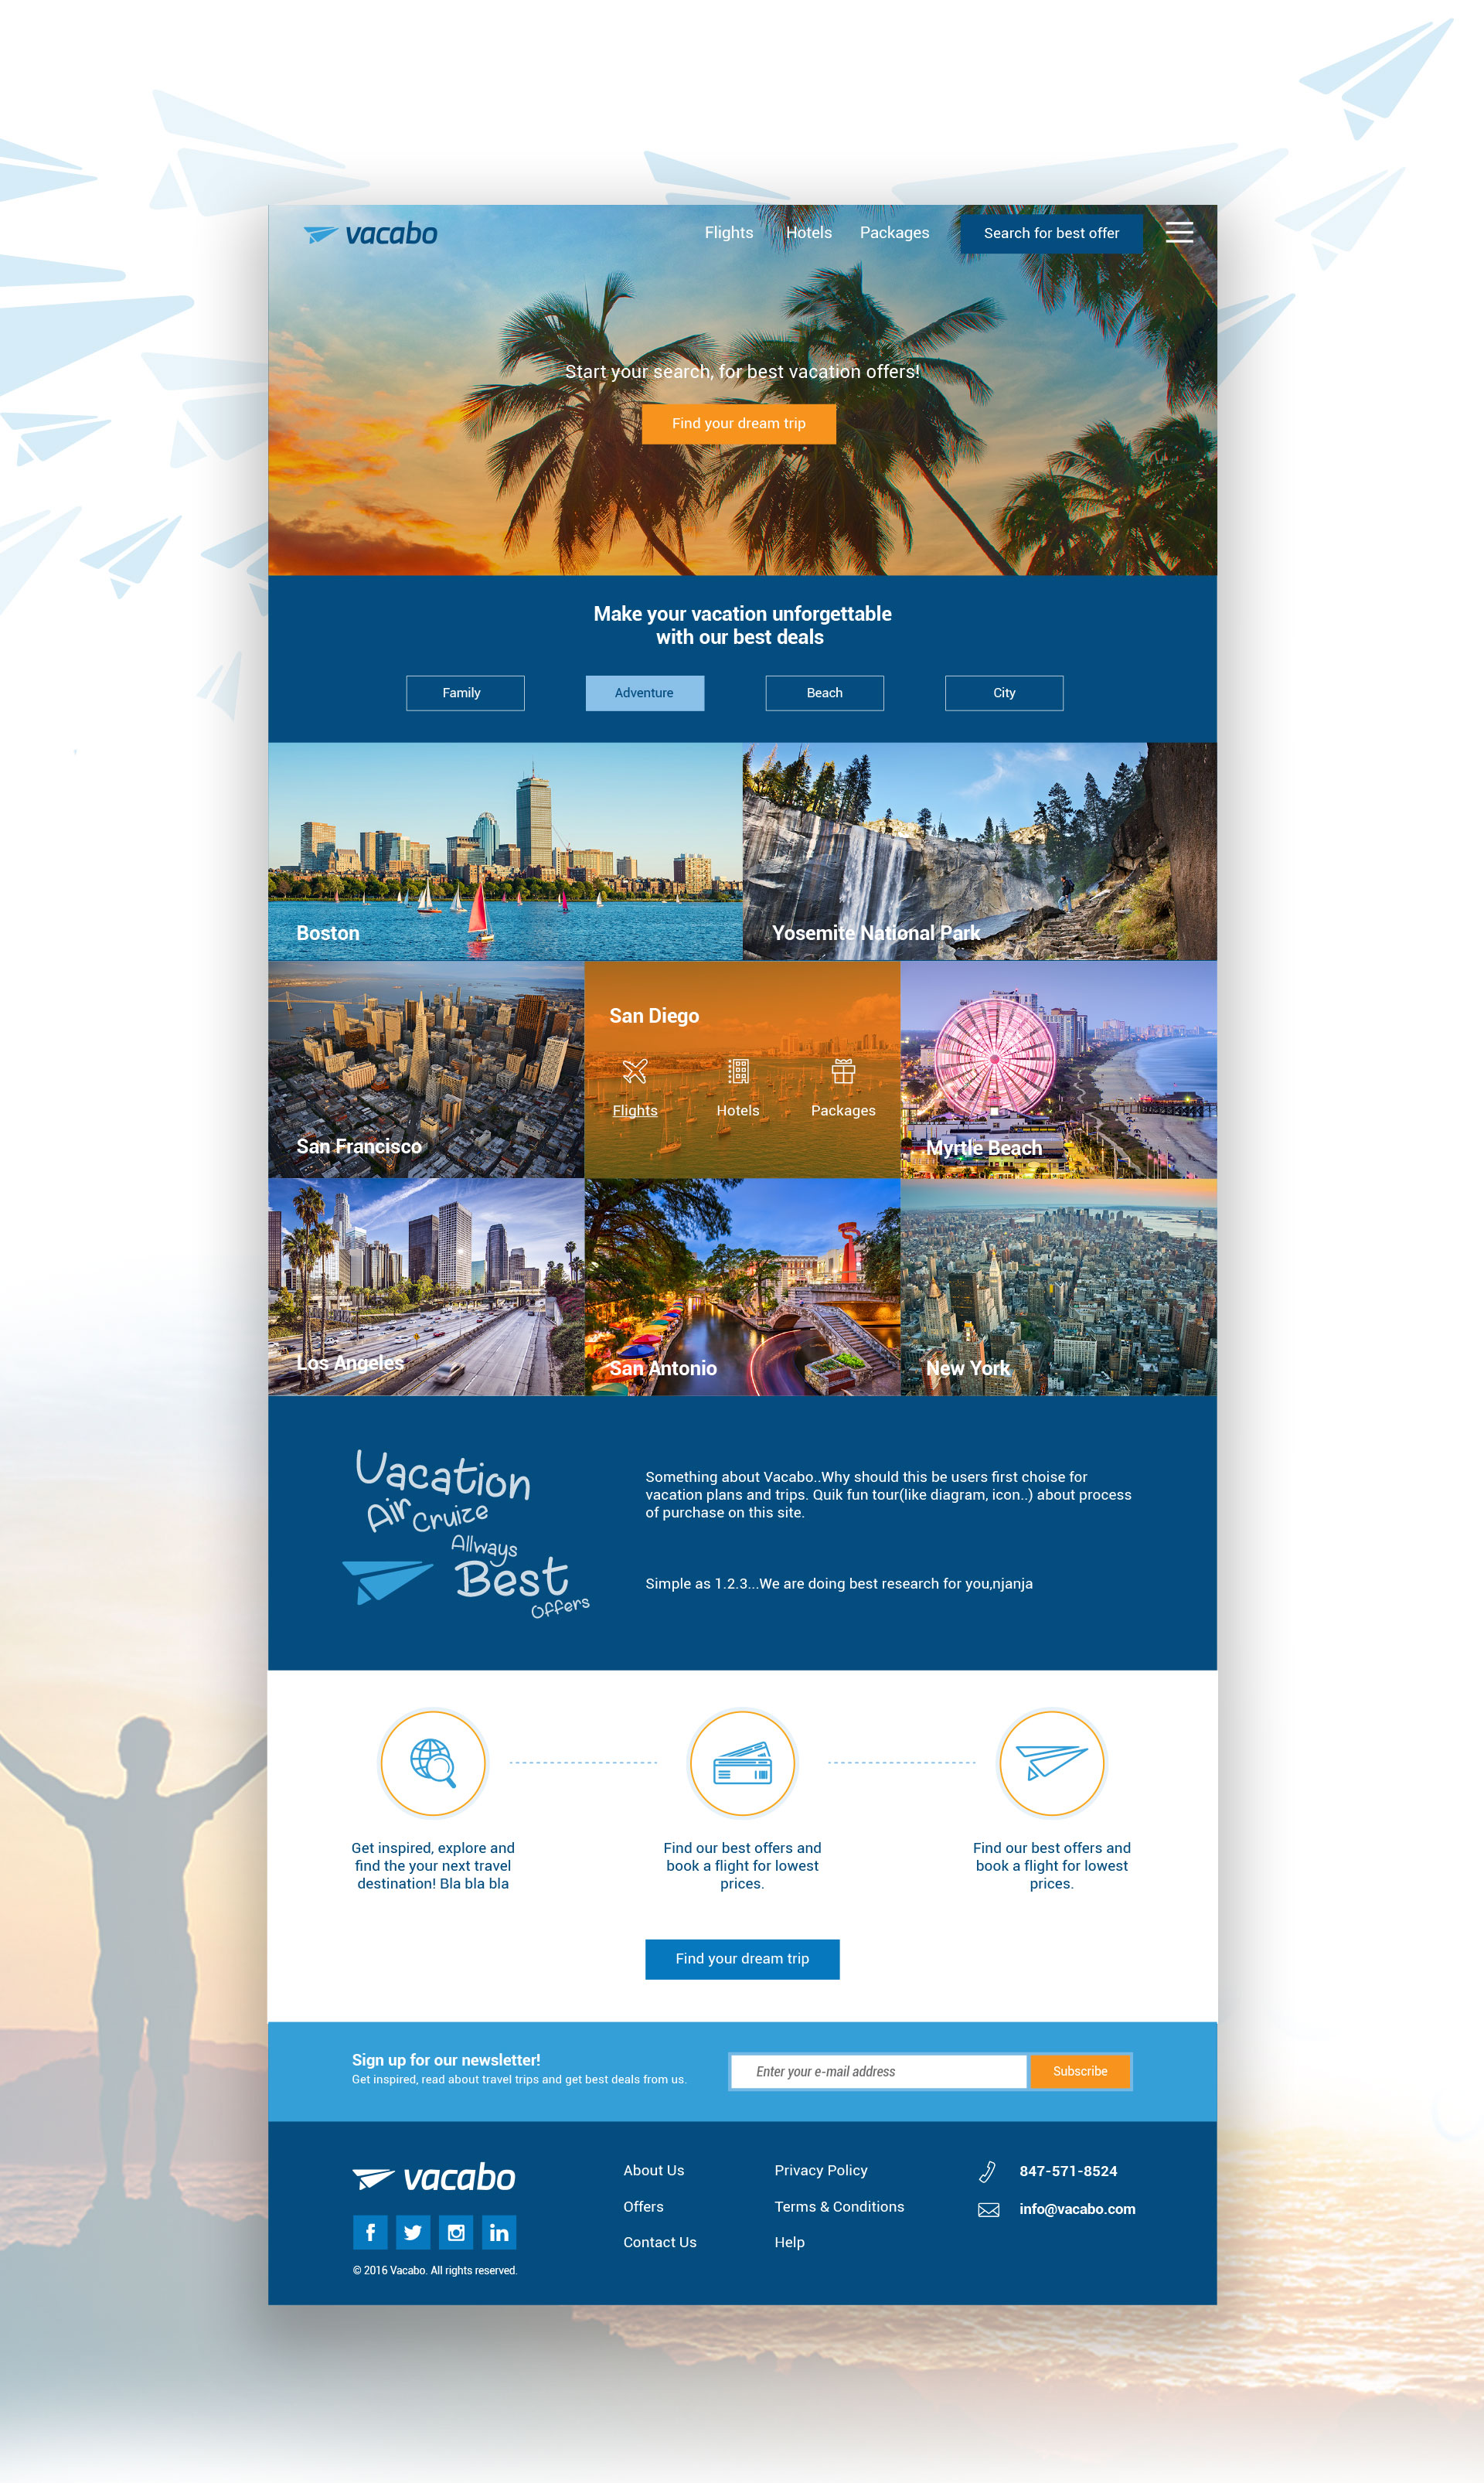 vacabo
Flights Hotels Packages Search for best offer
Start your search, for best vacation offers!
Find your dream trip
Make your vacation unforgettable
with our best deals
Family Adventure Beach City
Boston
Yosemite National Park
San Francisco
San Diego
Flights Hotels Packages
Myrtle Beach
Los Angeles
San Antonio
New York
Vacation
Air Cruize
Allways
Best
Offers
Something about Vacabo..Why should this be users first choise for
vacation plans and trips. Quik fun tour(like diagram, icon..) about process
of purchase on this site.
Simple as 1.2.3...We are doing best research for you,njanja
Get inspired, explore and
find the your next travel
destination! Bla bla bla
Find our best offers and
book a flight for lowest
prices.
Find our best offers and
book a flight for lowest
prices.
Find your dream trip
Sign up for our newsletter!
Get inspired, read about travel trips and get best deals from us.
Enter your e-mail address
Subscribe
vacabo
© 2016 Vacabo. All rights reserved.
About Us
Offers
Contact Us
Privacy Policy
Terms & Conditions
Help
847-571-8524
info@vacabo.com